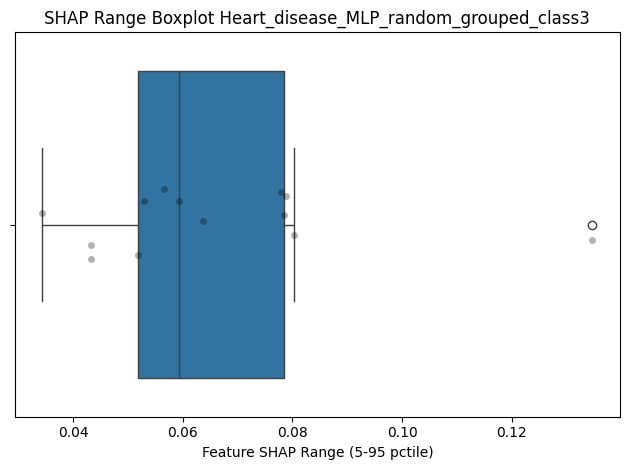 SHAP Range Boxplot Heart_disease_MLP_random_grouped_class3
0.04 0.06 0.08 0.10 0.12
Feature SHAP Range (5-95 pctile)